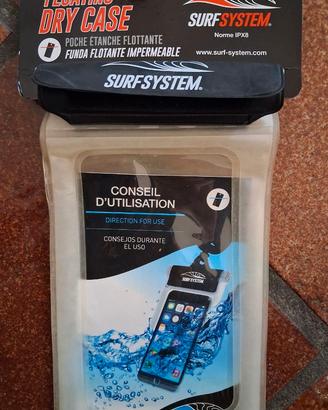 FLOATING
DRY CASE
POCHE ETANCHE FLOTTANTE
FUNDA FLOTANTE IMPERMEABLE
SURFSYSTEM.
Norme IPX8
www.surf-system.com
SURFSYSTEM.
CONSEIL
D'UTILISATION
DIRECTION FOR USE
CONSEJOS DURANTE
EL USO
SURFSYSTEM